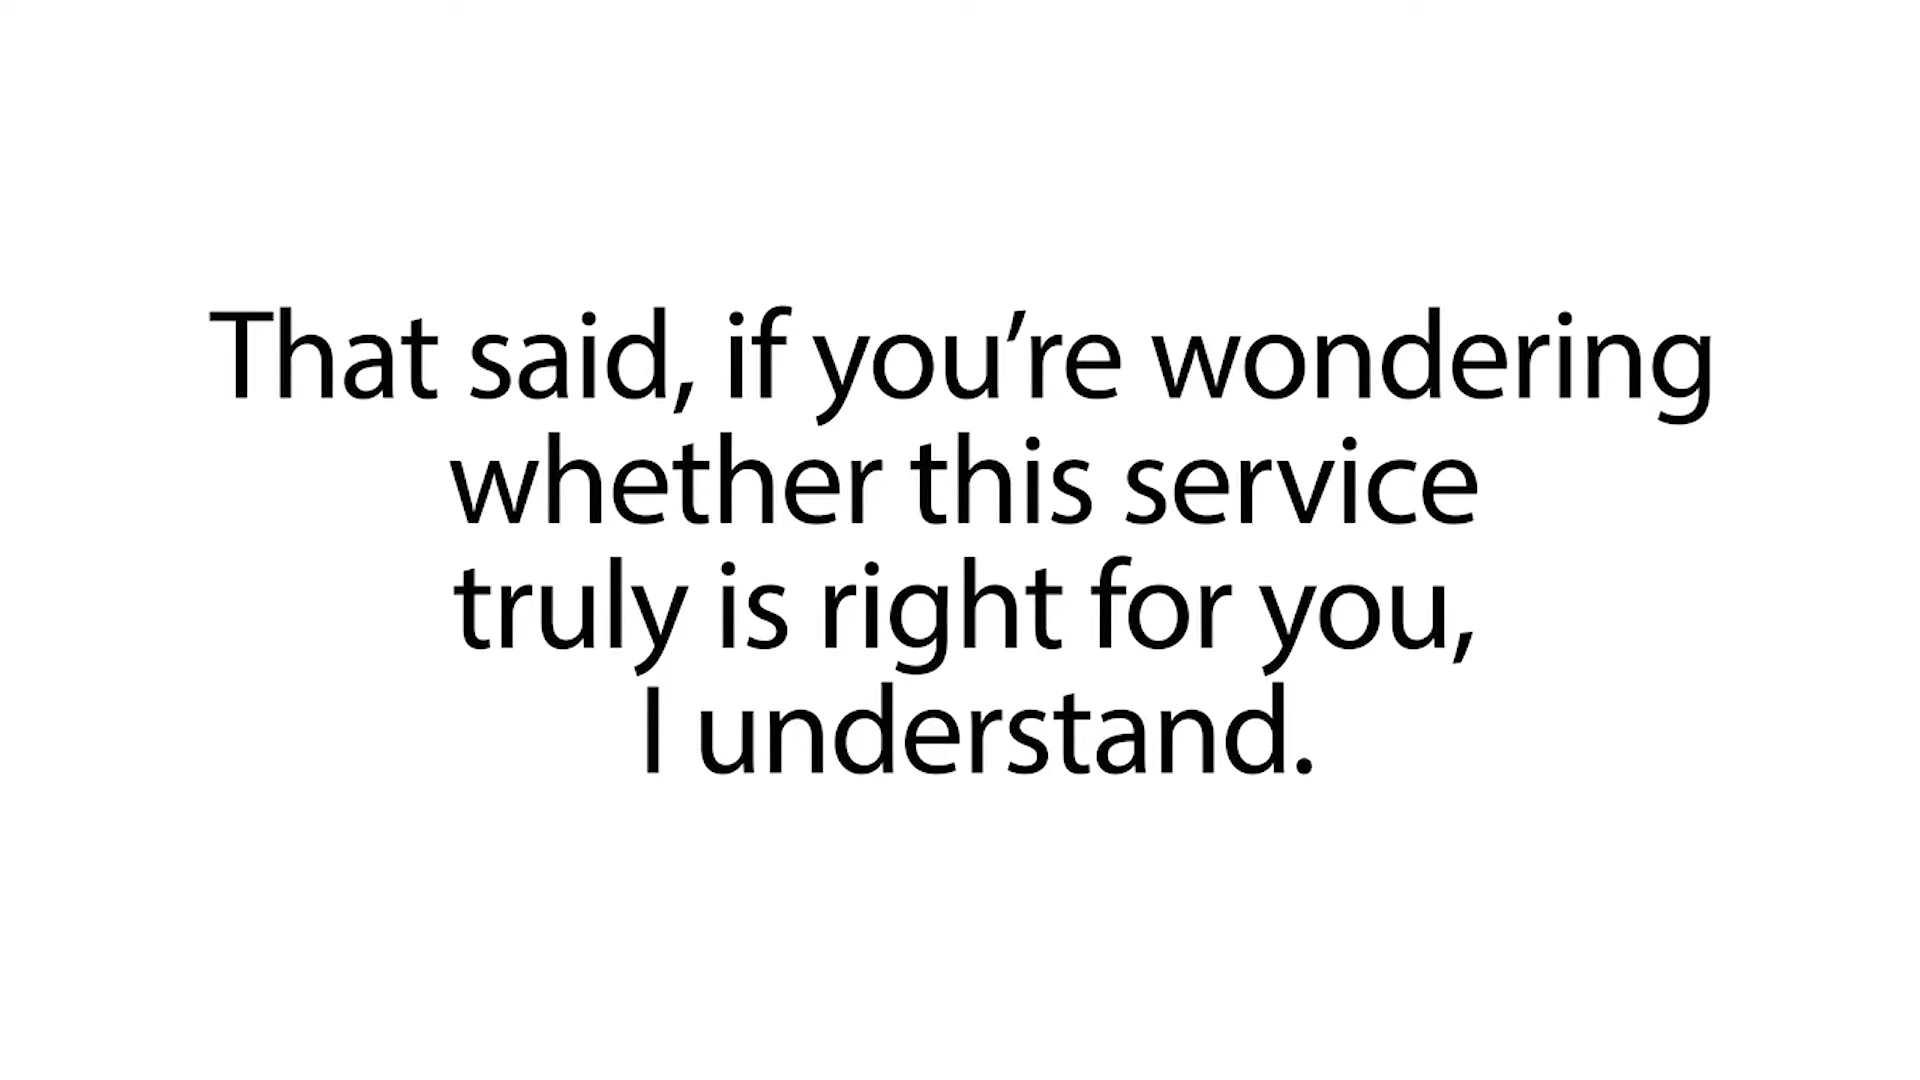 That said, if you’re wondering
whether this service
truly is right for you,
I understand.